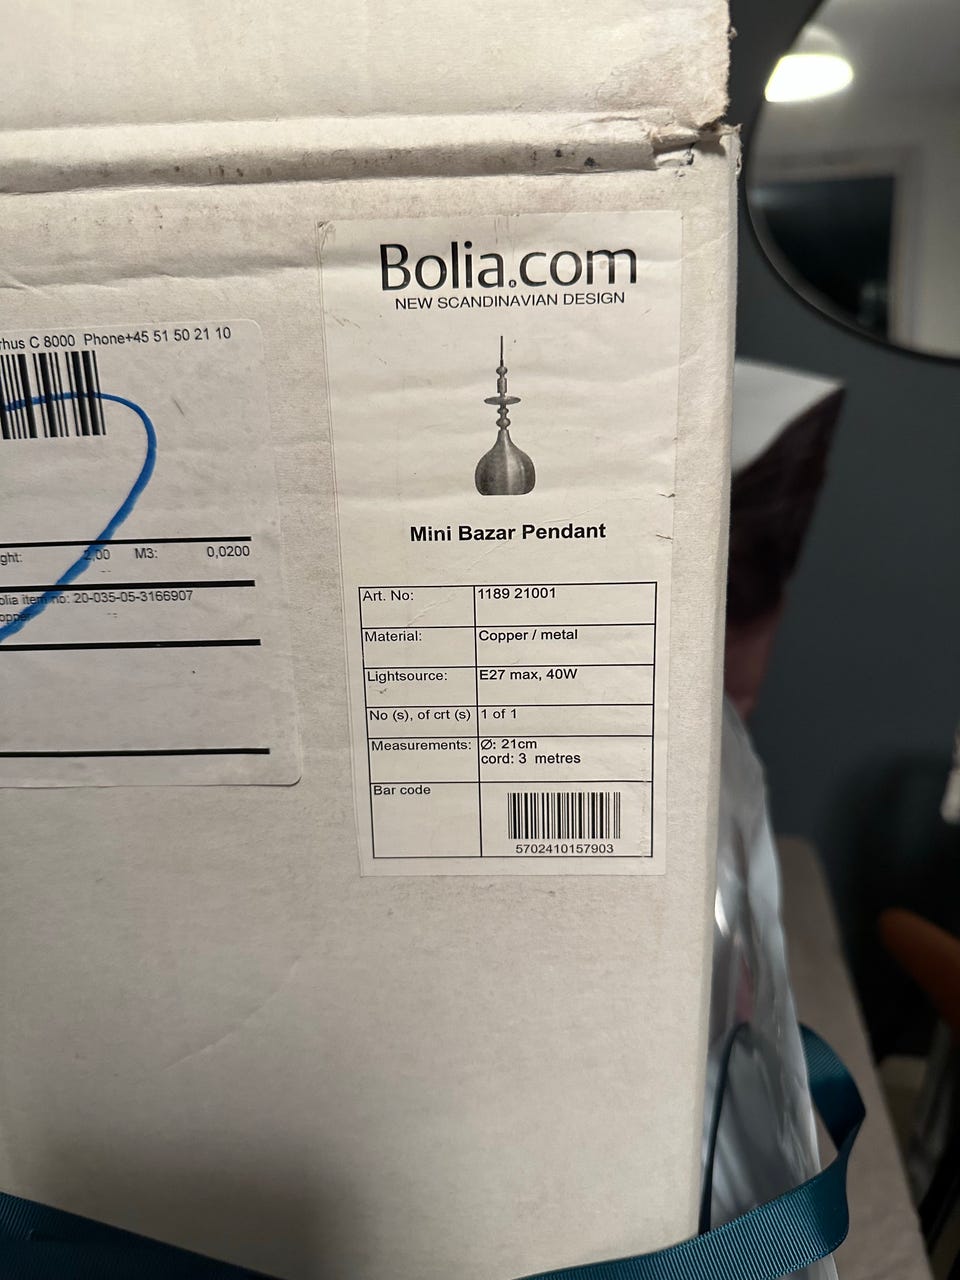 Bolia.com
NEW SCANDINAVIAN DESIGN
Mini Bazar Pendant
Art. No: 1189 21001
Material: Copper / metal
Lightsource: E27 max, 40W
No (s), of crt (s) 1 of 1
Measurements: Ø: 21cm
cord: 3 metres
Bar code
5702410157903
rhus C 8000 Phone+45 51 50 21 10
ght: 2,00 M3: 0,0200
olia item no: 20-035-05-3166907
opper